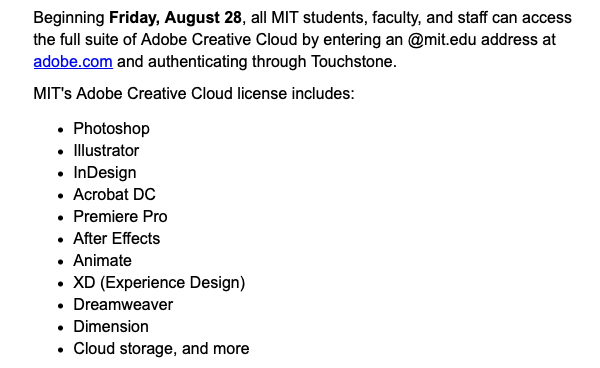 Beginning Friday, August 28, all MIT students, faculty, and staff can access
the full suite of Adobe Creative Cloud by entering an @mit.edu address at
adobe.com and authenticating through Touchstone.
MIT's Adobe Creative Cloud license includes:
• Photoshop
• Illustrator
• InDesign
• Acrobat DC
• Premiere Pro
• After Effects
• Animate
• XD (Experience Design)
• Dreamweaver
• Dimension
• Cloud storage, and more